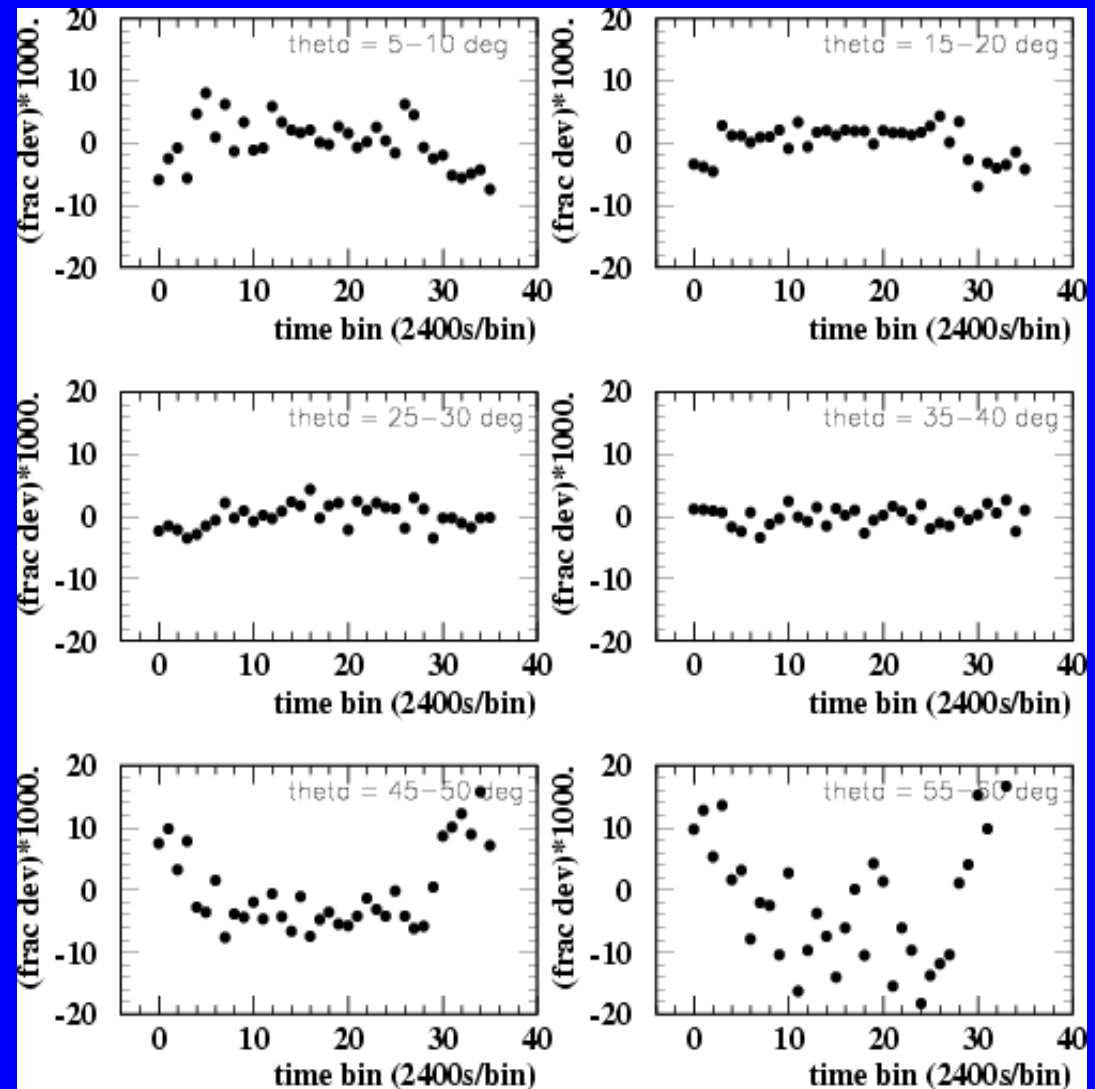 theta = 5-10 deg
(frac dev)*1000.
20
10
0
-10
-20
0 10 20 30 40
time bin (2400s/bin)
theta = 15-20 deg
(frac dev)*1000.
20
10
0
-10
-20
0 10 20 30 40
time bin (2400s/bin)
theta = 25-30 deg
(frac dev)*1000.
20
10
0
-10
-20
0 10 20 30 40
time bin (2400s/bin)
theta = 35-40 deg
(frac dev)*1000.
20
10
0
-10
-20
0 10 20 30 40
time bin (2400s/bin)
theta = 45-50 deg
(frac dev)*1000.
20
10
0
-10
-20
0 10 20 30 40
time bin (2400s/bin)
theta = 55-60 deg
(frac dev)*1000.
20
10
0
-10
-20
0 10 20 30 40
time bin (2400s/bin)